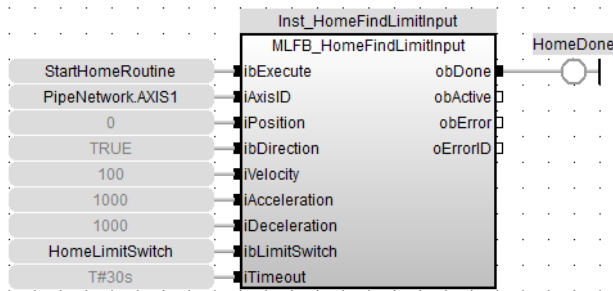 Inst_HomeFindLimitInput
MLFB_HomeFindLimitInput HomeDone
StartHomeRoutine ibExecute obDone
PipeNetwork.AXIS1 iAxisID obActive
0 iPosition obError
TRUE ibDirection oErrorID
100 iVelocity
1000 iAcceleration
1000 iDeceleration
HomeLimitSwitch ibLimitSwitch
T#30s iTimeout